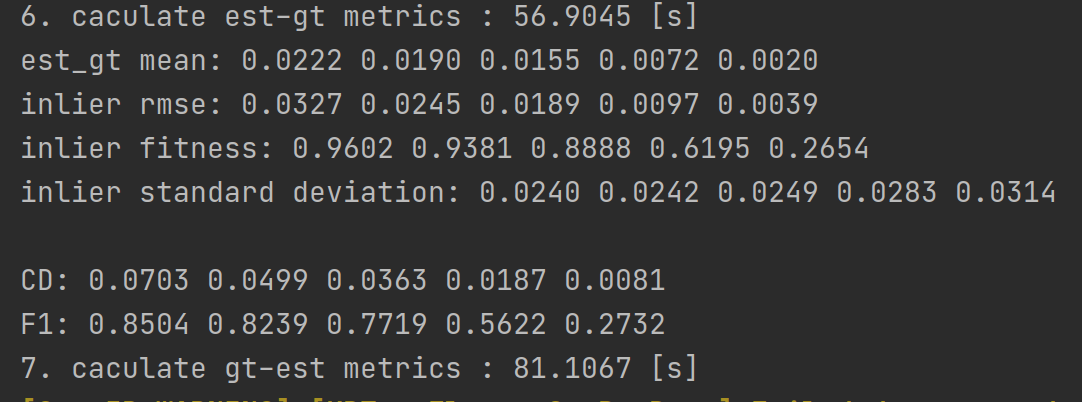 6. caculate est-gt metrics : 56.9045 [s]
est_gt mean: 0.0222 0.0190 0.0155 0.0072 0.0020
inlier rmse: 0.0327 0.0245 0.0189 0.0097 0.0039
inlier fitness: 0.9602 0.9381 0.8888 0.6195 0.2654
inlier standard deviation: 0.0240 0.0242 0.0249 0.0283 0.0314
CD: 0.0703 0.0499 0.0363 0.0187 0.0081
F1: 0.8504 0.8239 0.7719 0.5622 0.2732
7. caculate gt-est metrics : 81.1067 [s]